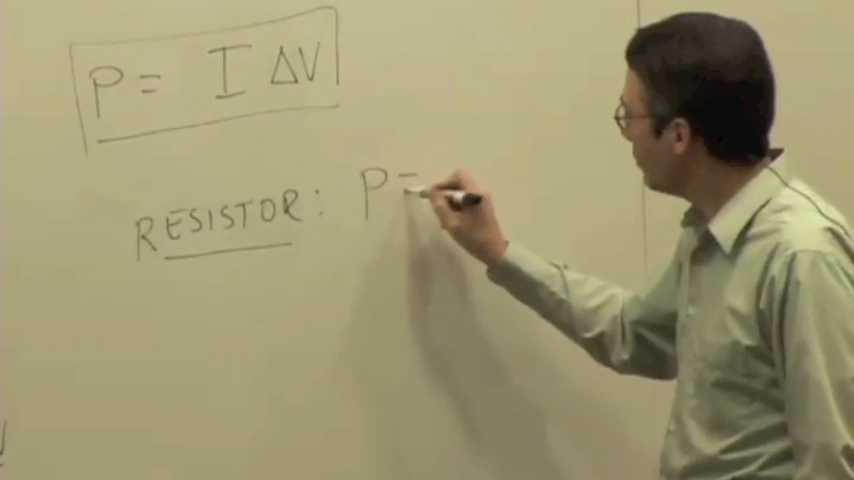 P = I ΔV
RESISTOR: P =